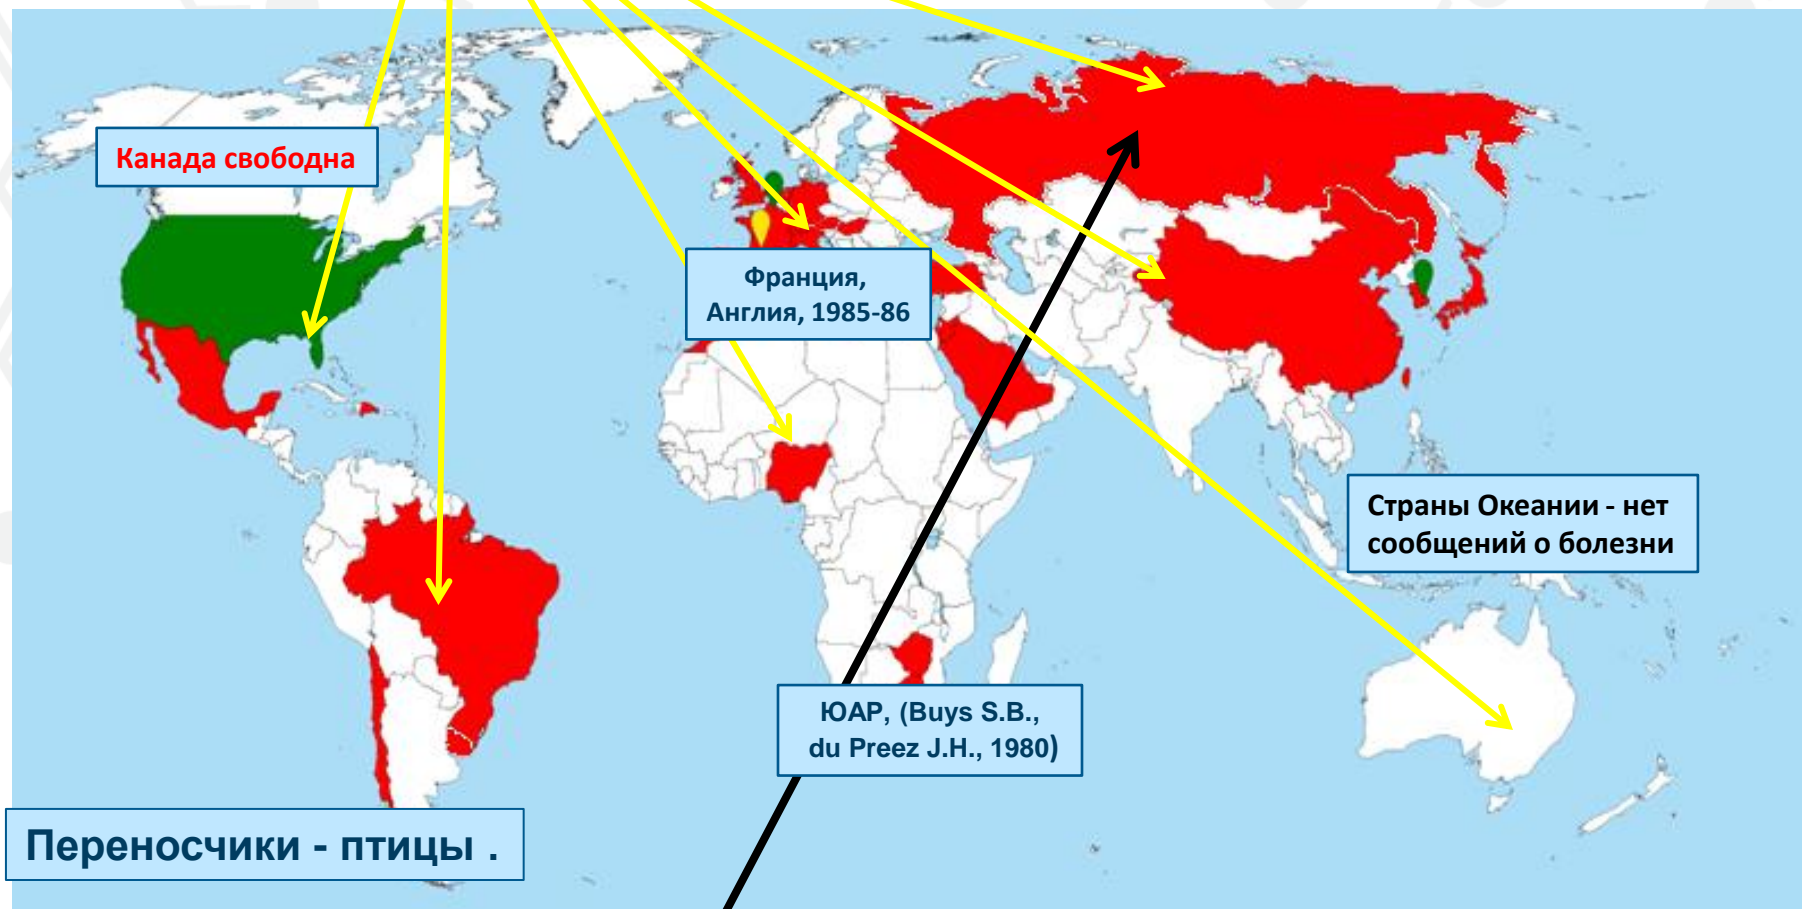 Канада свободна
Франция,
Англия, 1985-86
Страны Океании - нет
сообщений о болезни
ЮАР, (Buys S.B.,
du Preez J.H., 1980)
Переносчики - птицы .